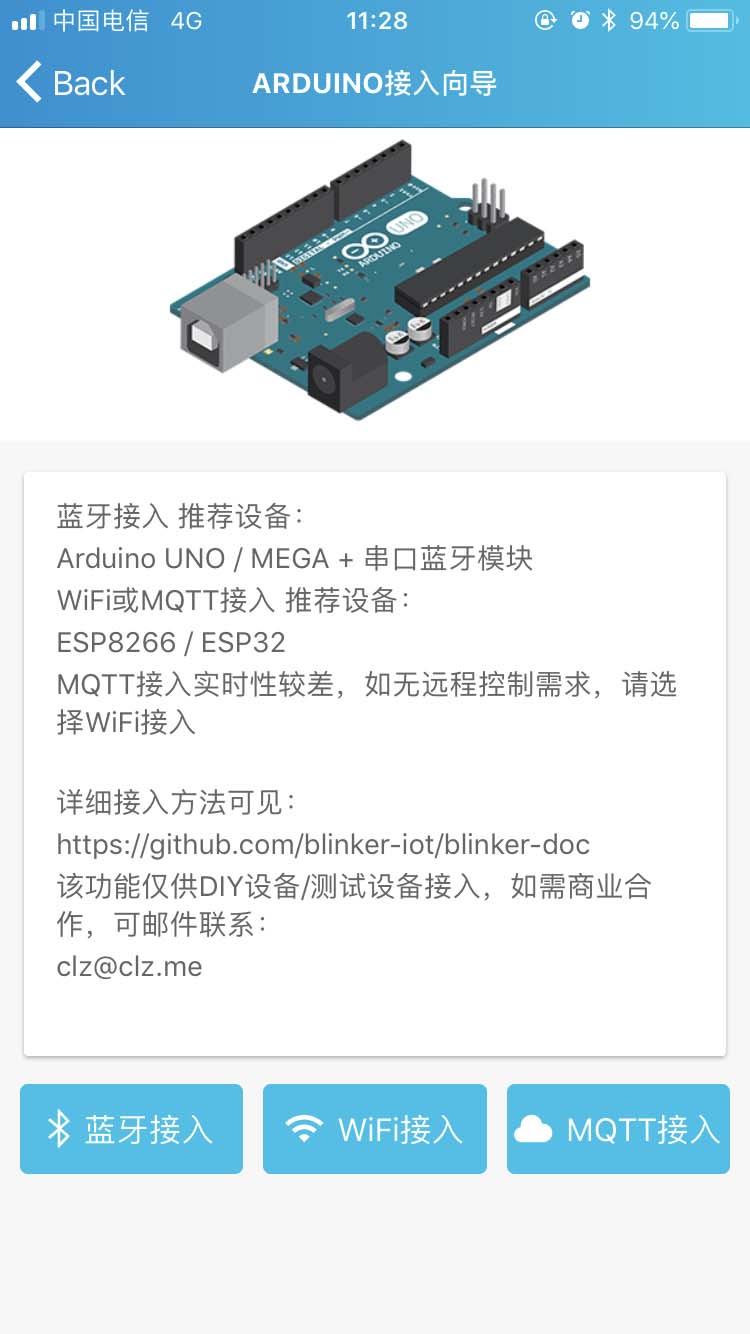 中国电信 4G 11:28 94%
Back ARDUINO接入向导
UNO
ARDUINO
蓝牙接入 推荐设备：
Arduino UNO / MEGA + 串口蓝牙模块
WiFi或MQTT接入 推荐设备：
ESP8266 / ESP32
MQTT接入实时性较差，如无远程控制需求，请选
择WiFi接入
详细接入方法可见：
https://github.com/blinker-iot/blinker-doc
该功能仅供DIY设备/测试设备接入，如需商业合
作，可邮件联系：
clz@clz.me
蓝牙接入 WiFi接入 MQTT接入